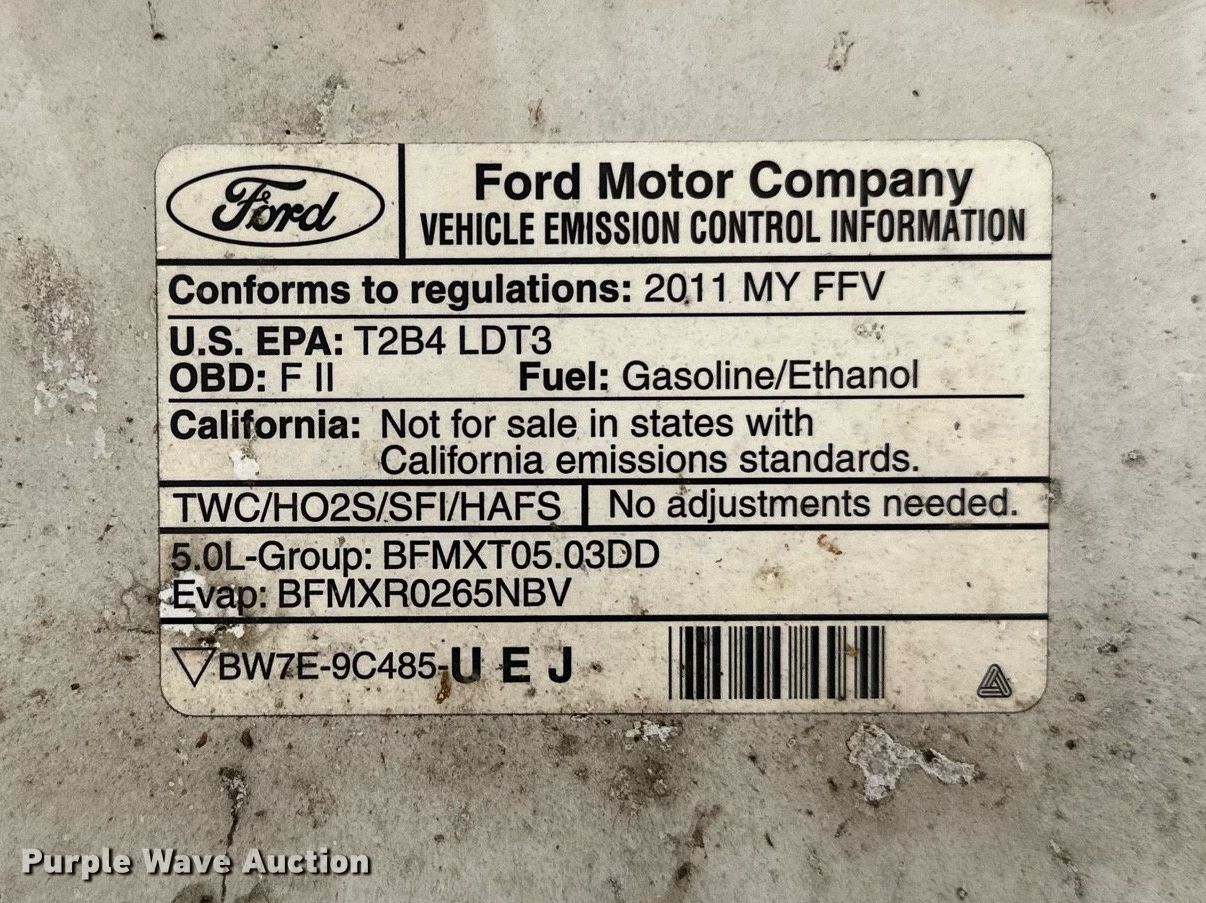 Ford
Ford Motor Company
VEHICLE EMISSION CONTROL INFORMATION
Conforms to regulations: 2011 MY FFV
U.S. EPA: T2B4 LDT3
OBD: F II Fuel: Gasoline/Ethanol
California: Not for sale in states with
California emissions standards.
TWC/HO2S/SFI/HAFS No adjustments needed.
5.0L-Group: BFMXT05.03DD
Evap: BFMXR0265NBV
BW7E-9C485-U E J
Purple Wave Auction